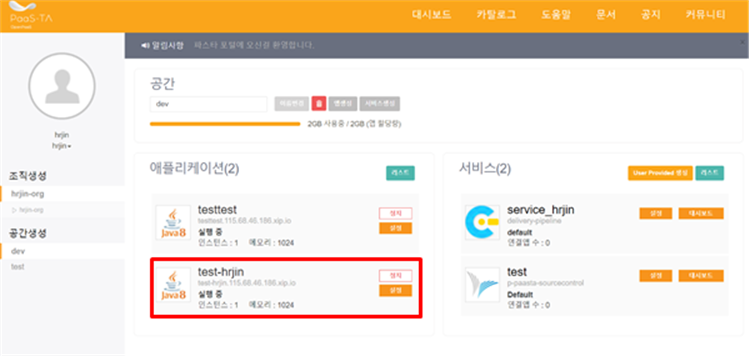 PaaS-TA
대시보드 카탈로그 도움말 문서 공지 커뮤니티
알림사항 파스타 포털에 오신걸 환영합니다.
hrjin
hrjin
조직생성
hrjin-org
hrjin-org
공간생성
dev
test
공간
dev
이름변경 앱생성 서비스생성
2GB 사용중 / 2GB (앱 할당량)
애플리케이션(2) 리스트
testtest
testtest.115.68.46.186.xip.io
실행 중
인스턴스 : 1 메모리 : 1024
정지
설정
Java8
test-hrjin
test-hrjin.115.68.46.186.xip.io
실행 중
인스턴스 : 1 메모리 : 1024
정지
설정
Java8
서비스(2) User Provided 생성 리스트
service_hrjin
delivery-pipeline
default
연결앱 수 : 0
설정 대시보드
test
p-paasta-sourcecontrol
Default
연결앱 수 : 0
설정 대시보드